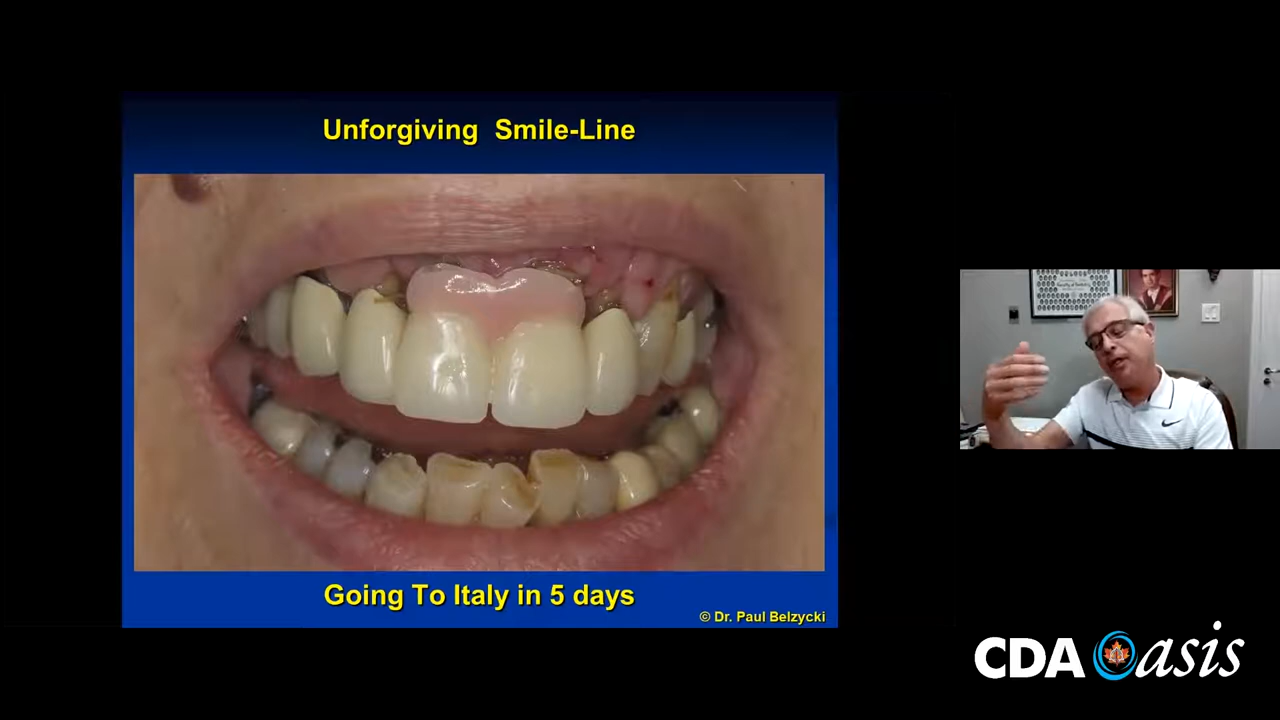 Unforgiving Smile-Line
Going To Italy in 5 days
© Dr. Paul Belzycki
CDA Oasis